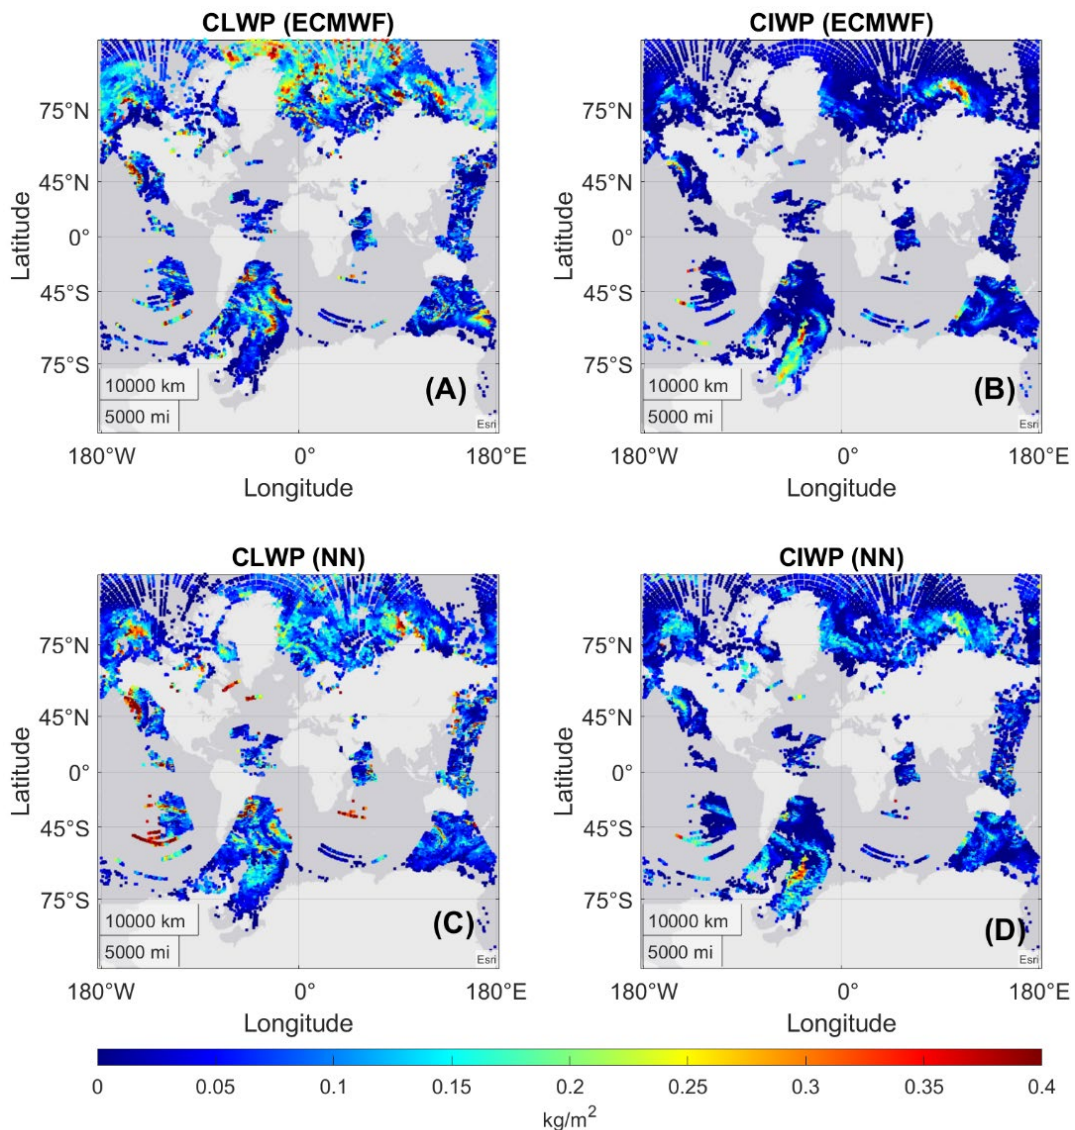 CLWP (ECMWF)
CIWP (ECMWF)
75°N
45°N
0°
45°S
75°S
Latitude
10000 km
5000 mi
(A)
Esri
180°W
0°
180°E
Longitude
75°N
45°N
0°
45°S
75°S
Latitude
10000 km
5000 mi
(B)
Esri
180°W
0°
180°E
Longitude
CLWP (NN)
CIWP (NN)
75°N
45°N
0°
45°S
75°S
Latitude
10000 km
5000 mi
(C)
Esri
180°W
0°
180°E
Longitude
75°N
45°N
0°
45°S
75°S
Latitude
10000 km
5000 mi
(D)
Esri
180°W
0°
180°E
Longitude
0 0.05 0.1 0.15 0.2 0.25 0.3 0.35 0.4
kg/m²